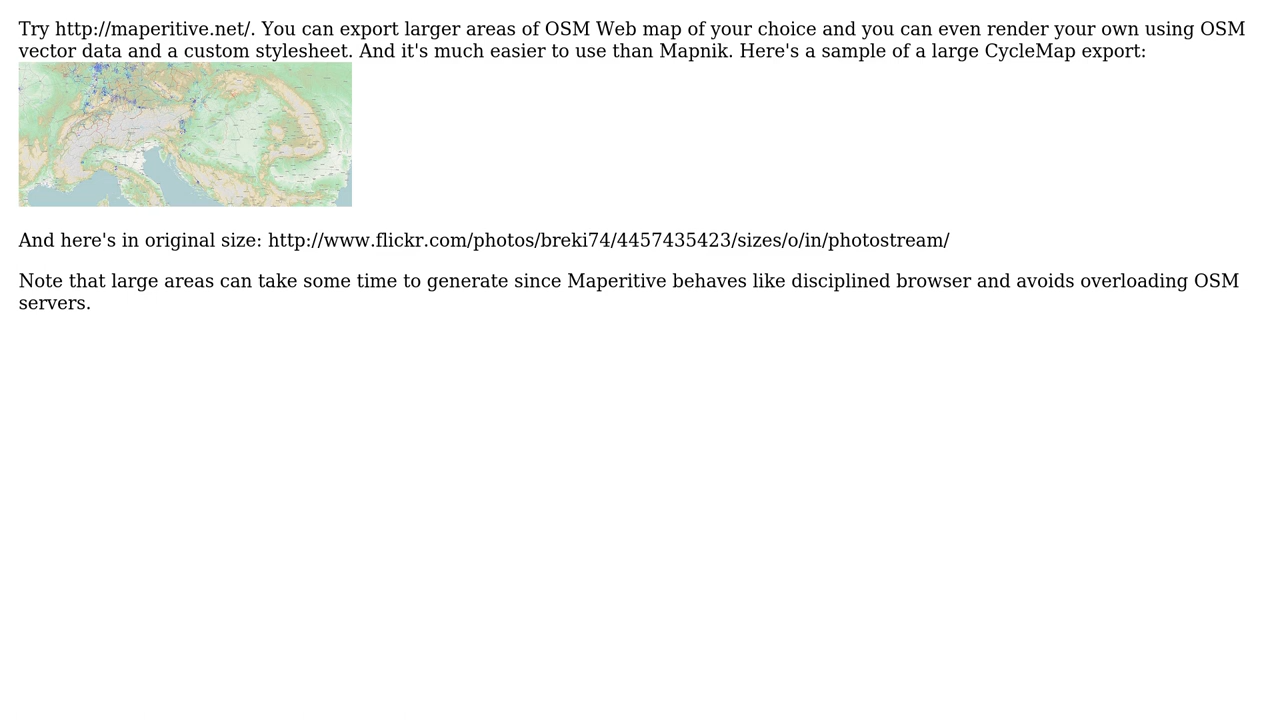 Try http://maperitive.net/. You can export larger areas of OSM Web map of your choice and you can even render your own using OSM
vector data and a custom stylesheet. And it's much easier to use than Mapnik. Here's a sample of a large CycleMap export:
And here's in original size: http://www.flickr.com/photos/breki74/4457435423/sizes/o/in/photostream/
Note that large areas can take some time to generate since Maperitive behaves like disciplined browser and avoids overloading OSM
servers.